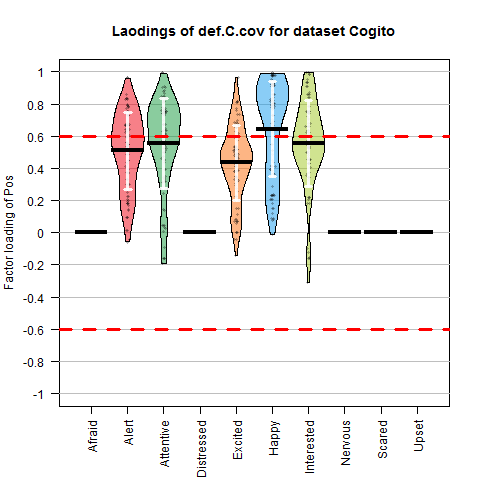 Laodings of def.C.cov for dataset Cogito
Factor loading of Pos
1
0.8
0.6
0.4
0.2
0
-0.2
-0.4
-0.6
-0.8
-1
Afraid
Alert
Attentive
Distressed
Excited
Happy
Interested
Nervous
Scared
Upset